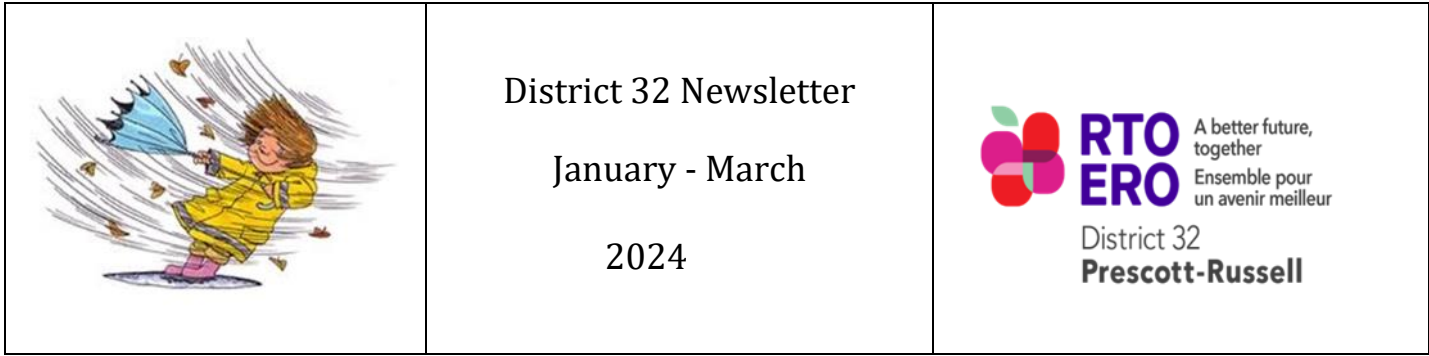 District 32 Newsletter
January - March
2024
RTO
ERO
A better future,
together
Ensemble pour
un avenir meilleur
District 32
Prescott-Russell